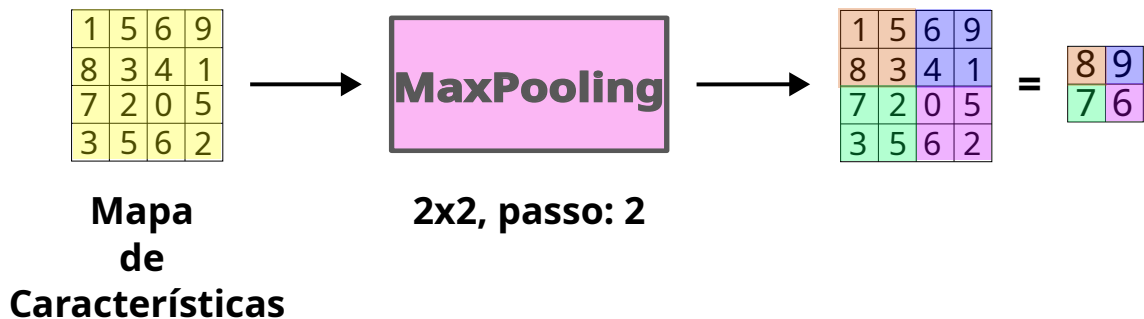 1 5 6 9
8 3 4 1
7 2 0 5
3 5 6 2
Mapa
de
Características
MaxPooling
2x2, passo: 2
1 5 6 9
8 3 4 1
7 2 0 5
3 5 6 2
=
8 9
7 6